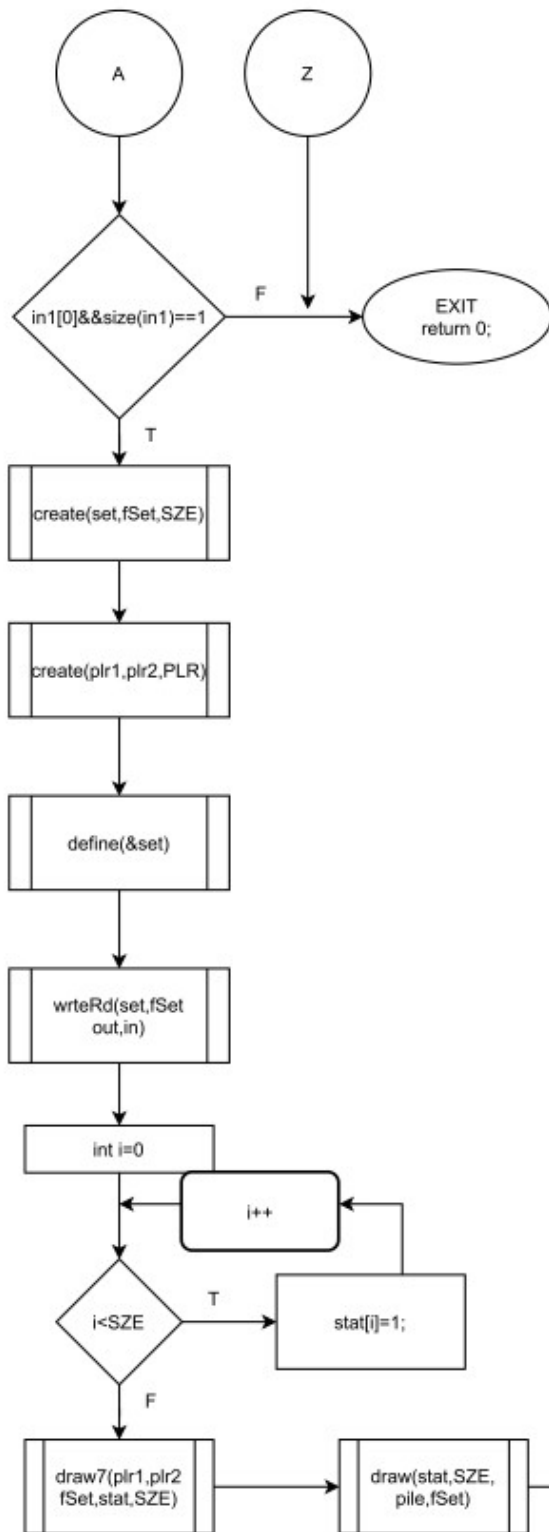 A
Z
in1[0]&&size(in1)==1
F
EXIT
return 0;
T
create(set,fSet,SZE)
create(plr1,plr2,PLR)
define(&set)
wrteRd(set,fSet
out,in)
int i=0
i++
i<SZE
T
stat[i]=1;
F
draw7(plr1,plr2
fSet,stat,SZE)
draw(stat,SZE,
pile,fSet)